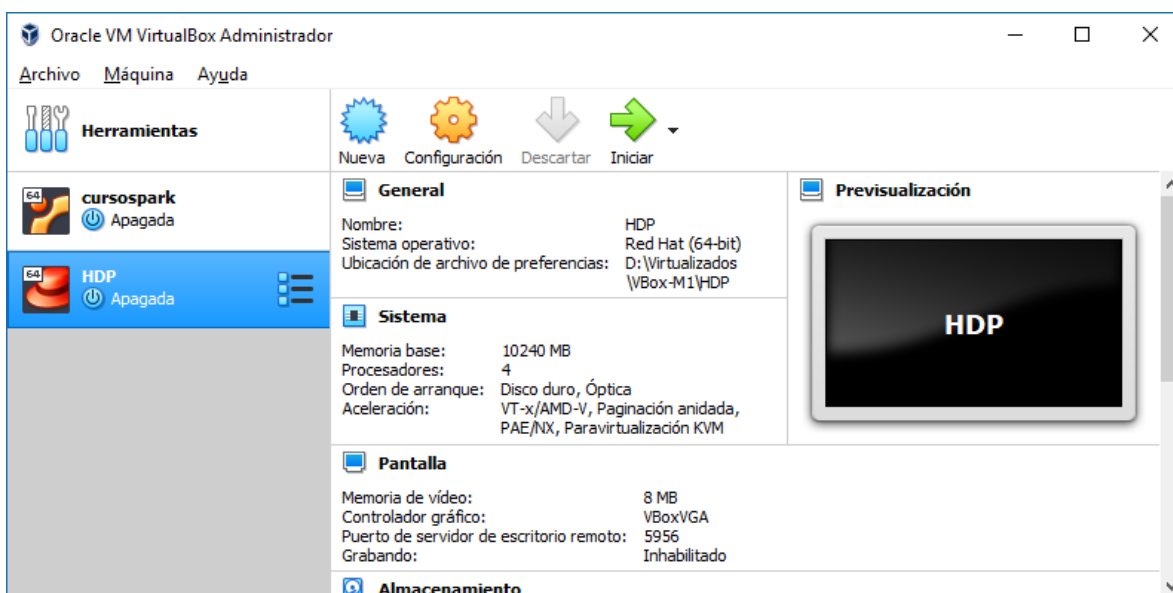 Oracle VM VirtualBox Administrador
Archivo Máquina Ayuda
Herramientas
Nueva Configuración Descartar Iniciar
64
cursospark
Apagada
64
HDP
Apagada
General
Nombre: HDP
Sistema operativo: Red Hat (64-bit)
Ubicación de archivo de preferencias: D:\Virtualizados
\VBox-M1\HDP
Sistema
Memoria base: 10240 MB
Procesadores: 4
Orden de arranque: Disco duro, Óptica
Aceleración: VT-x/AMD-V, Paginación anidada,
PAE/NX, Paravirtualización KVM
Pantalla
Memoria de vídeo: 8 MB
Controlador gráfico: VBoxVGA
Puerto de servidor de escritorio remoto: 5956
Grabando: Inhabilitado
Almacenamiento
Previsualización
HDP